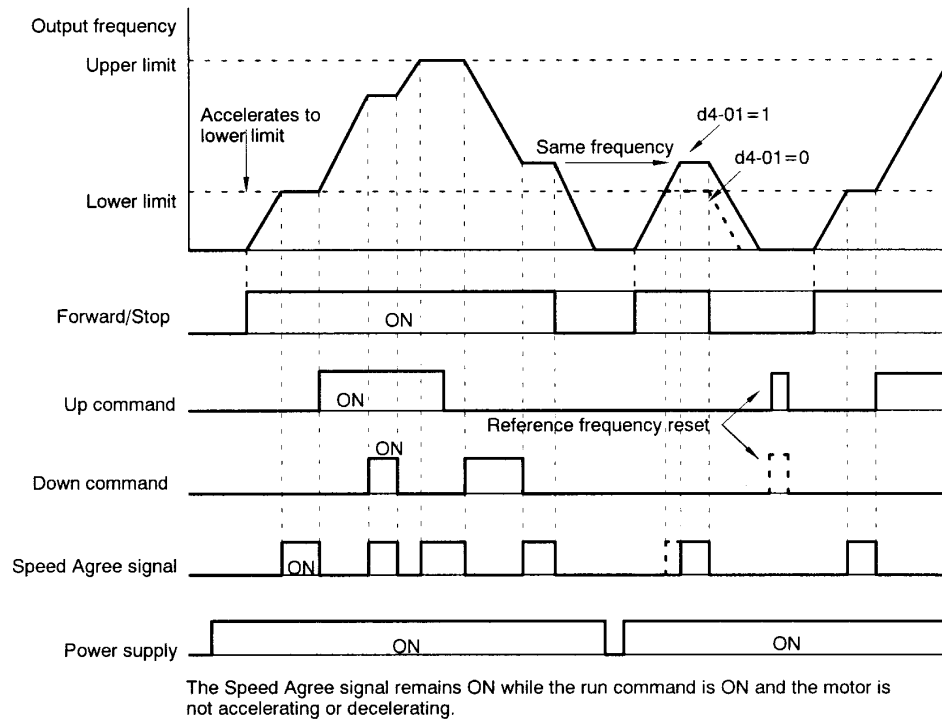 Output frequency
Upper limit
Accelerates to
lower limit
d4-01=1
Same frequency
d4-01=0
Lower limit
Forward/Stop
ON
Up command
ON
Reference frequency reset
ON
Down command
Speed Agree signal
ON
Power supply
ON
ON
The Speed Agree signal remains ON while the run command is ON and the motor is
not accelerating or decelerating.